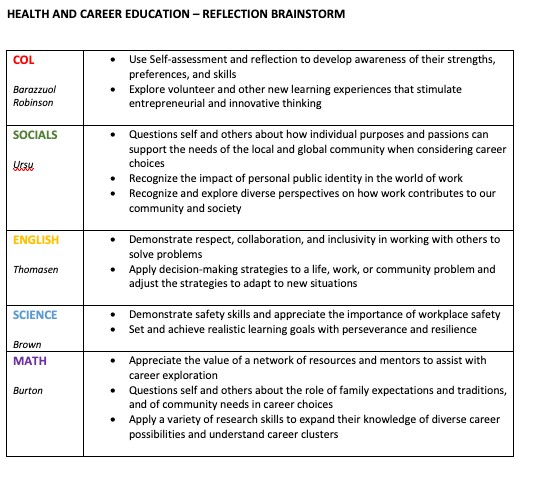 HEALTH AND CAREER EDUCATION – REFLECTION BRAINSTORM
COL
Barazzuol
Robinson
• Use Self-assessment and reflection to develop awareness of their strengths,
preferences, and skills
• Explore volunteer and other new learning experiences that stimulate
entrepreneurial and innovative thinking
SOCIALS
Ursu
• Questions self and others about how individual purposes and passions can
support the needs of the local and global community when considering career
choices
• Recognize the impact of personal public identity in the world of work
• Recognize and explore diverse perspectives on how work contributes to our
community and society
ENGLISH
Thomasen
• Demonstrate respect, collaboration, and inclusivity in working with others to
solve problems
• Apply decision-making strategies to a life, work, or community problem and
adjust the strategies to adapt to new situations
SCIENCE
Brown
• Demonstrate safety skills and appreciate the importance of workplace safety
• Set and achieve realistic learning goals with perseverance and resilience
MATH
Burton
• Appreciate the value of a network of resources and mentors to assist with
career exploration
• Questions self and others about the role of family expectations and traditions,
and of community needs in career choices
• Apply a variety of research skills to expand their knowledge of diverse career
possibilities and understand career clusters